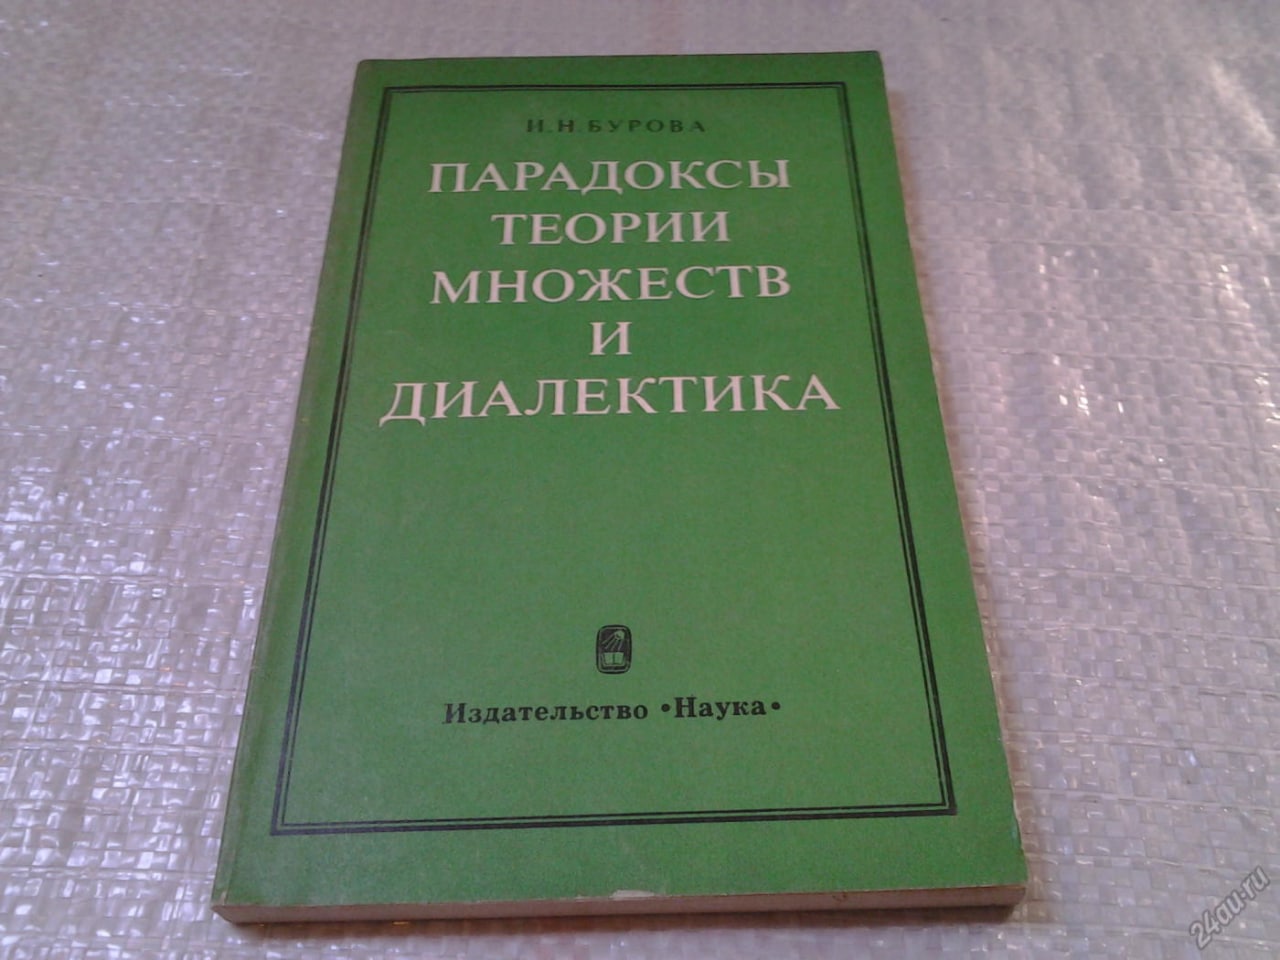 И. Н. БУРОВА
ПАРАДОКСЫ
ТЕОРИИ
МНОЖЕСТВ
И
ДИАЛЕКТИКА
Издательство •Наука•
24au.ru